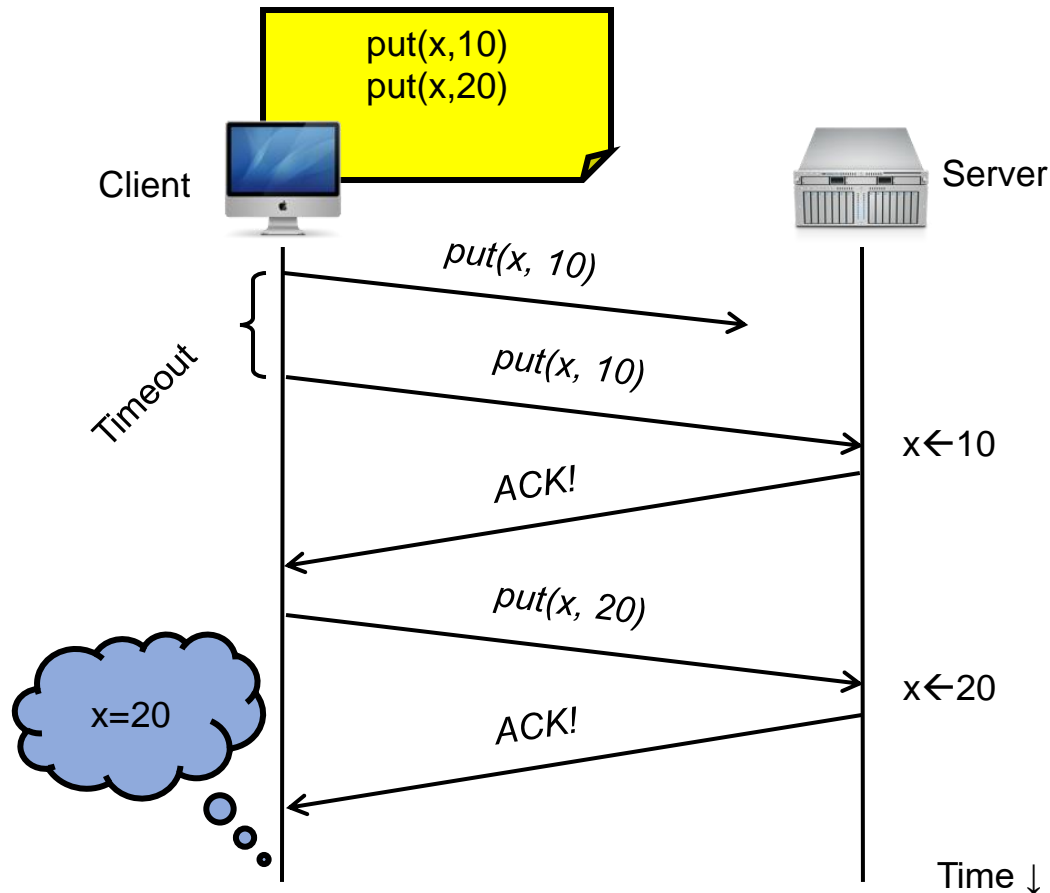 put(x,10)
put(x,20)
Client
Server
put(x, 10)
Timeout
put(x, 10)
x←10
ACK!
put(x, 20)
x=20
x←20
ACK!
Time ↓